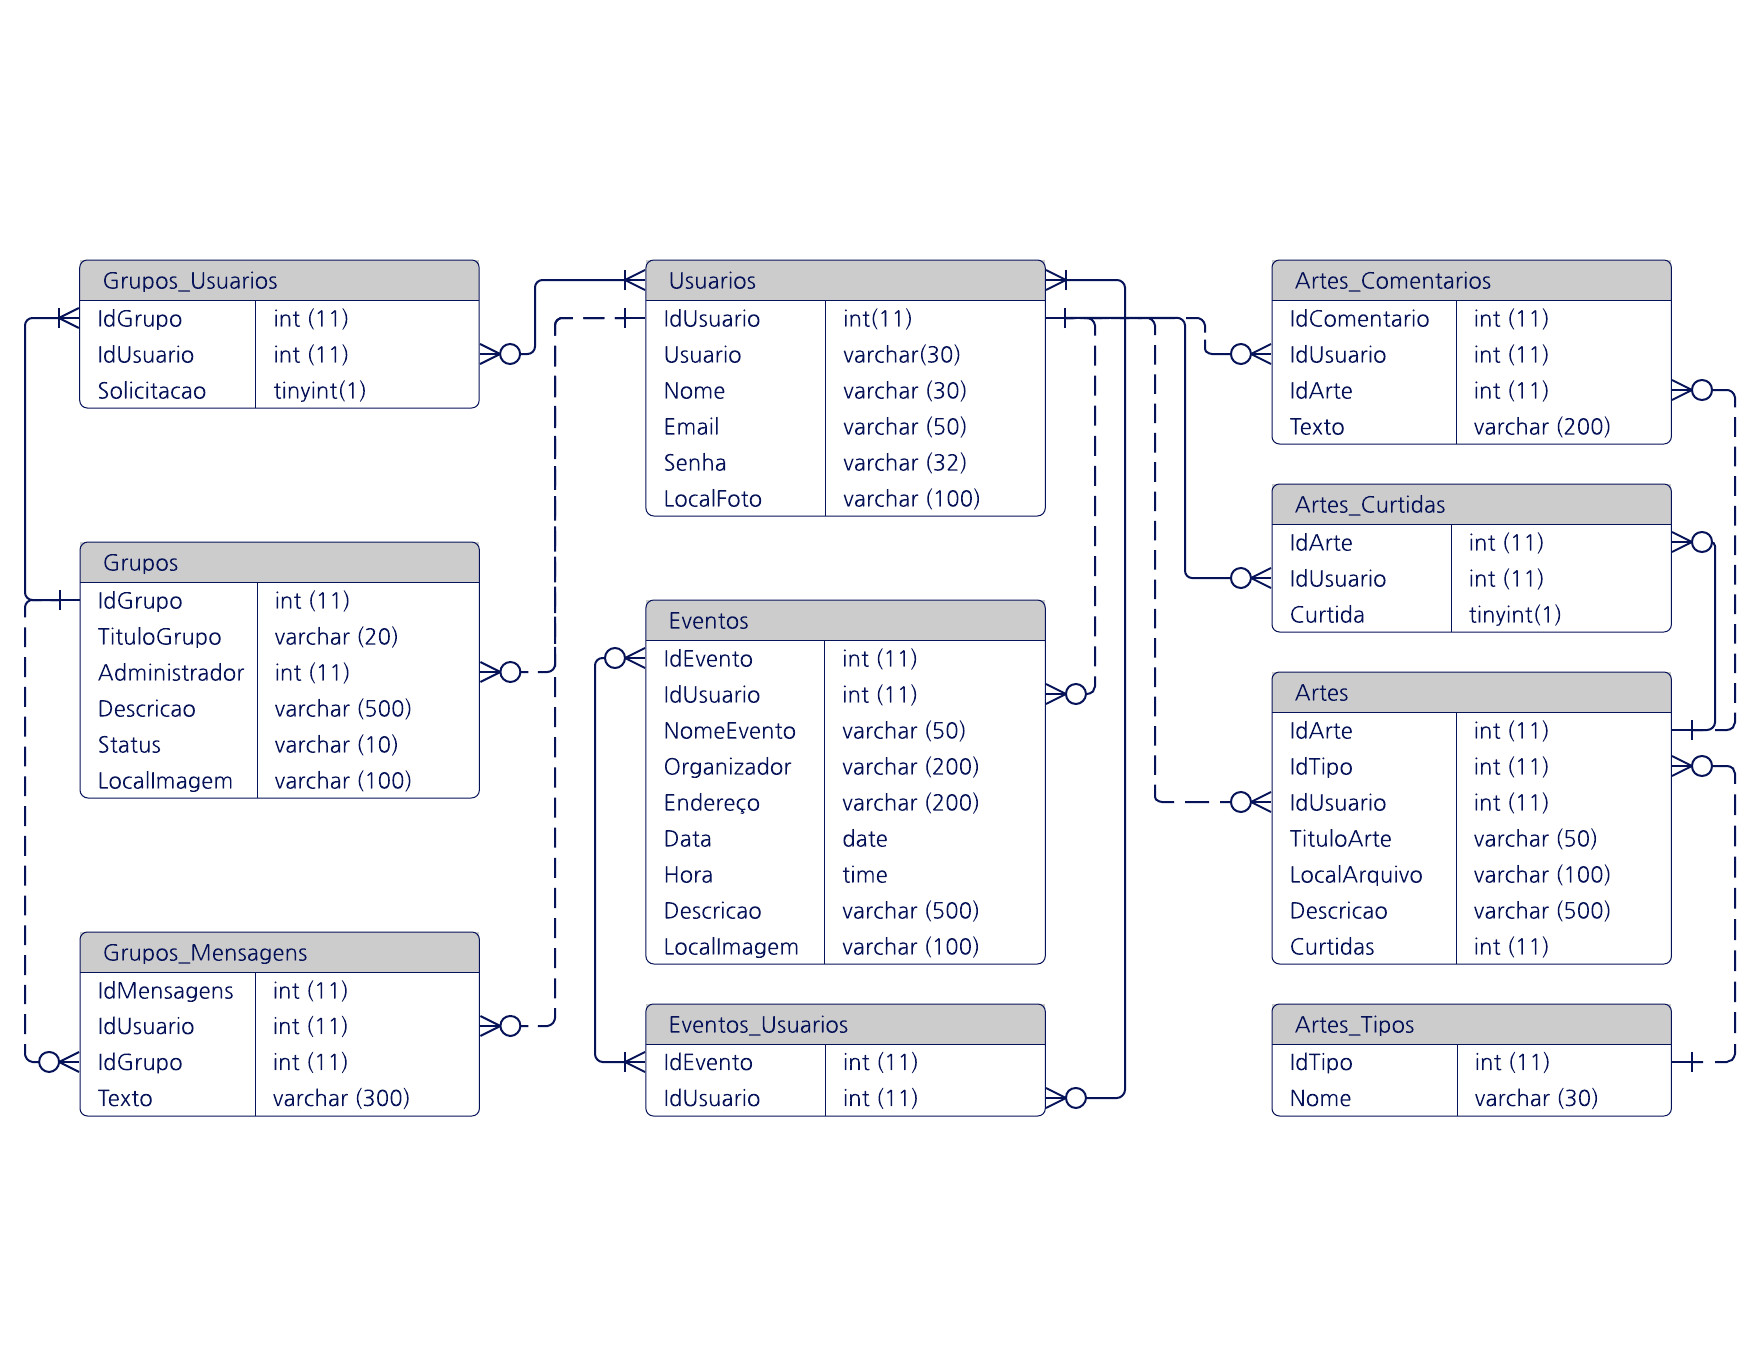 Grupos_Usuarios
IdGrupo int (11)
IdUsuario int (11)
Solicitacao tinyint(1)
Grupos
IdGrupo int (11)
TituloGrupo varchar (20)
Administrador int (11)
Descricao varchar (500)
Status varchar (10)
LocalImagem varchar (100)
Grupos_Mensagens
IdMensagens int (11)
IdUsuario int (11)
IdGrupo int (11)
Texto varchar (300)
Usuarios
IdUsuario int(11)
Usuario varchar(30)
Nome varchar (30)
Email varchar (50)
Senha varchar (32)
LocalFoto varchar (100)
Eventos
IdEvento int (11)
IdUsuario int (11)
NomeEvento varchar (50)
Organizador varchar (200)
Endereço varchar (200)
Data date
Hora time
Descricao varchar (500)
LocalImagem varchar (100)
Eventos_Usuarios
IdEvento int (11)
IdUsuario int (11)
Artes_Comentarios
IdComentario int (11)
IdUsuario int (11)
IdArte int (11)
Texto varchar (200)
Artes_Curtidas
IdArte int (11)
IdUsuario int (11)
Curtida tinyint(1)
Artes
IdArte int (11)
IdTipo int (11)
IdUsuario int (11)
TituloArte varchar (50)
LocalArquivo varchar (100)
Descricao varchar (500)
Curtidas int (11)
Artes_Tipos
IdTipo int (11)
Nome varchar (30)